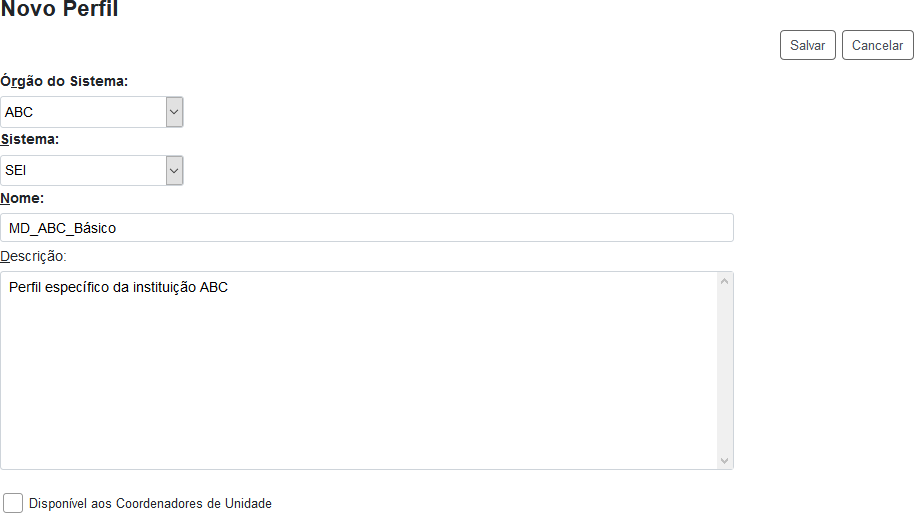 Novo Perfil
Salvar Cancelar
Órgão do Sistema:
ABC
Sistema:
SEI
Nome:
MD_ABC_Básico
Descrição:
Perfil específico da instituição ABC
Disponível aos Coordenadores de Unidade